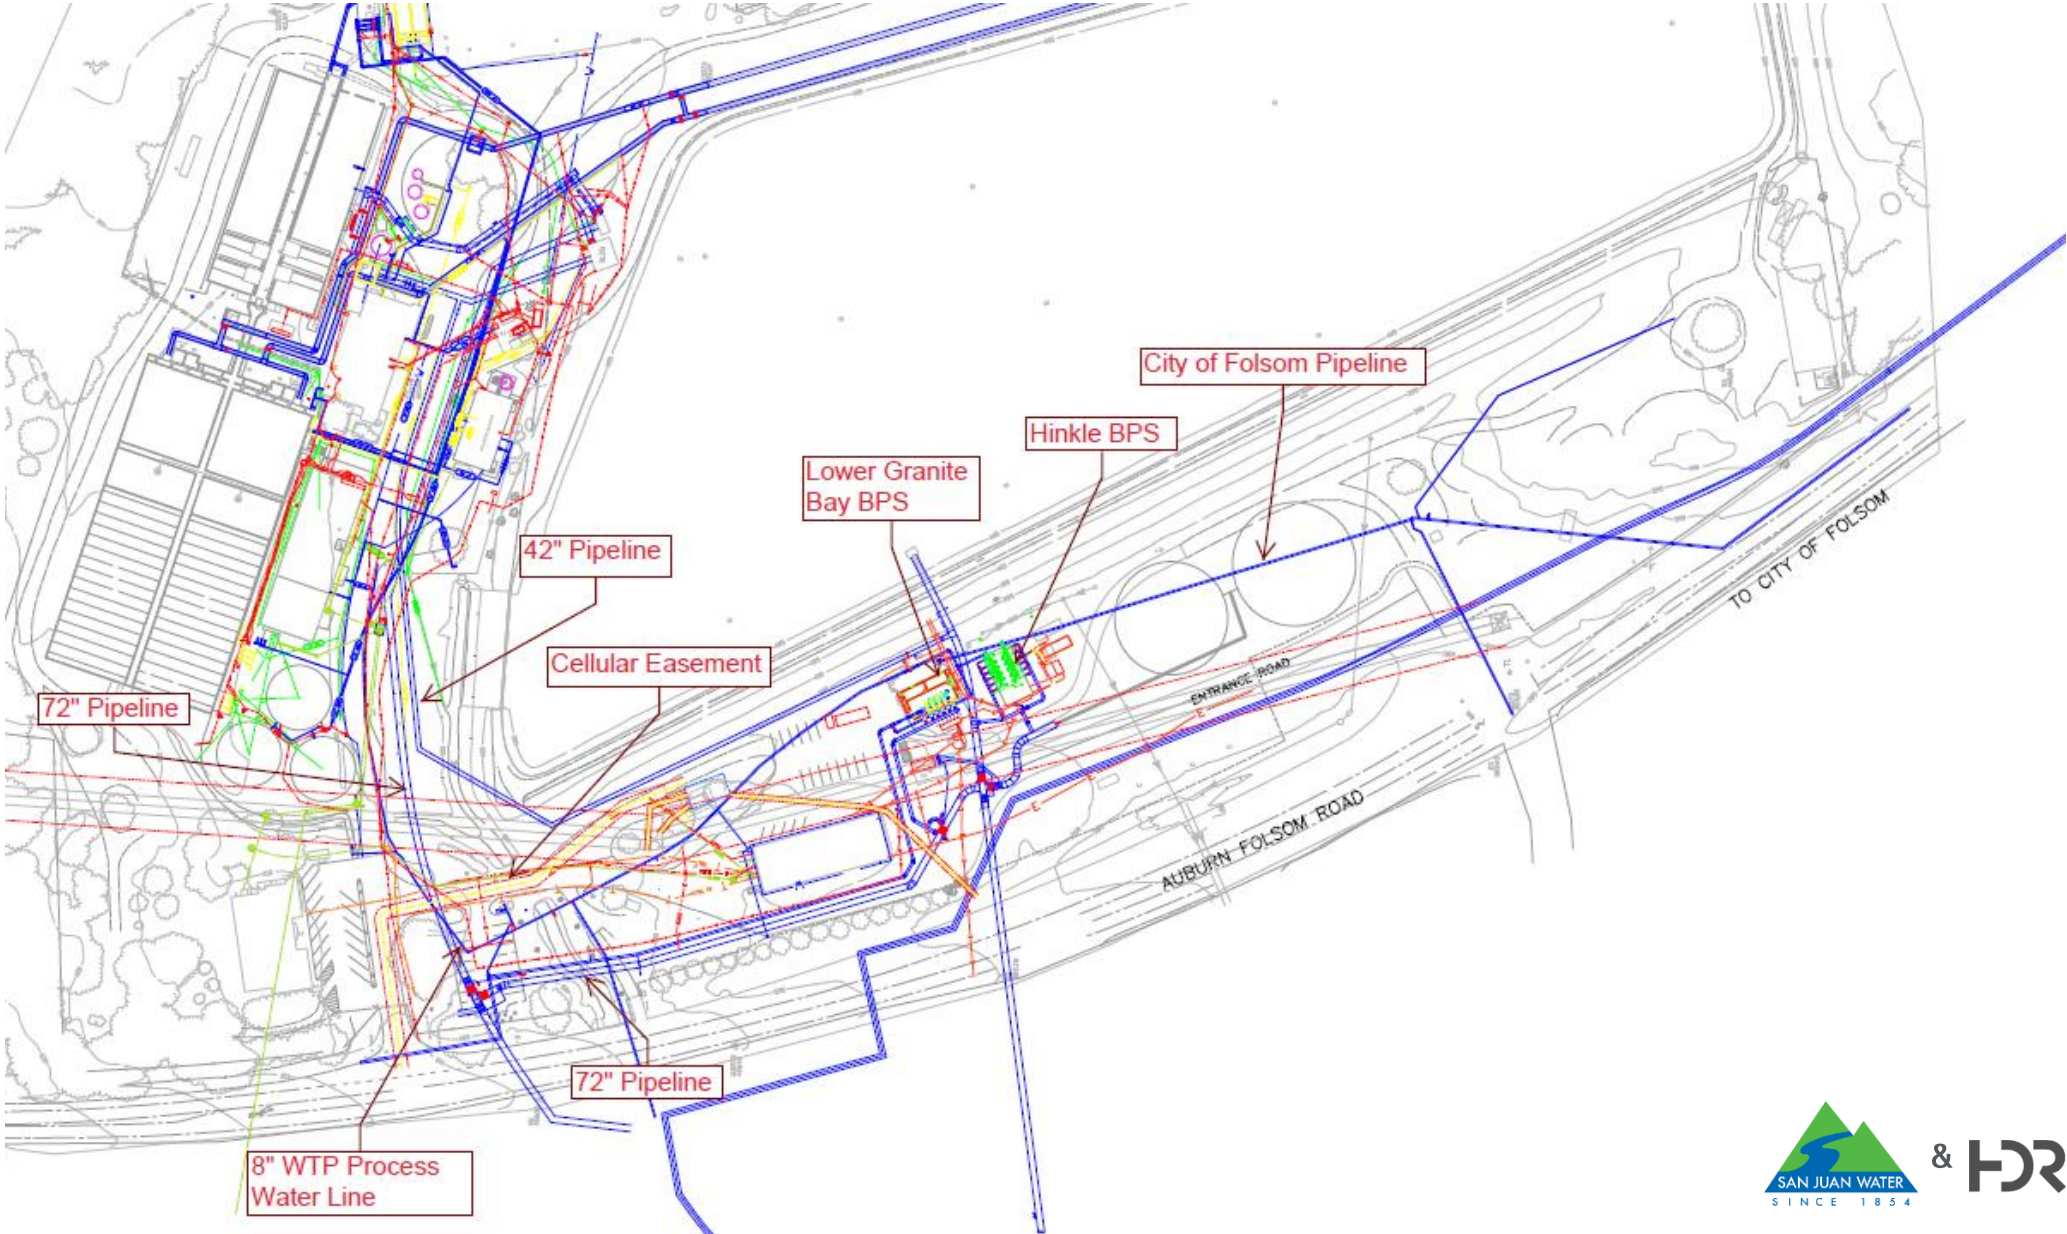 City of Folsom Pipeline
Hinkle BPS
Lower Granite
Bay BPS
42" Pipeline
Cellular Easement
72" Pipeline
TO CITY OF FOLSOM
ENTRANCE ROAD
E
E
E
AUBURN FOLSOM ROAD
72" Pipeline
8" WTP Process
Water Line
SAN JUAN WATER
SINCE 1854
&
HDR